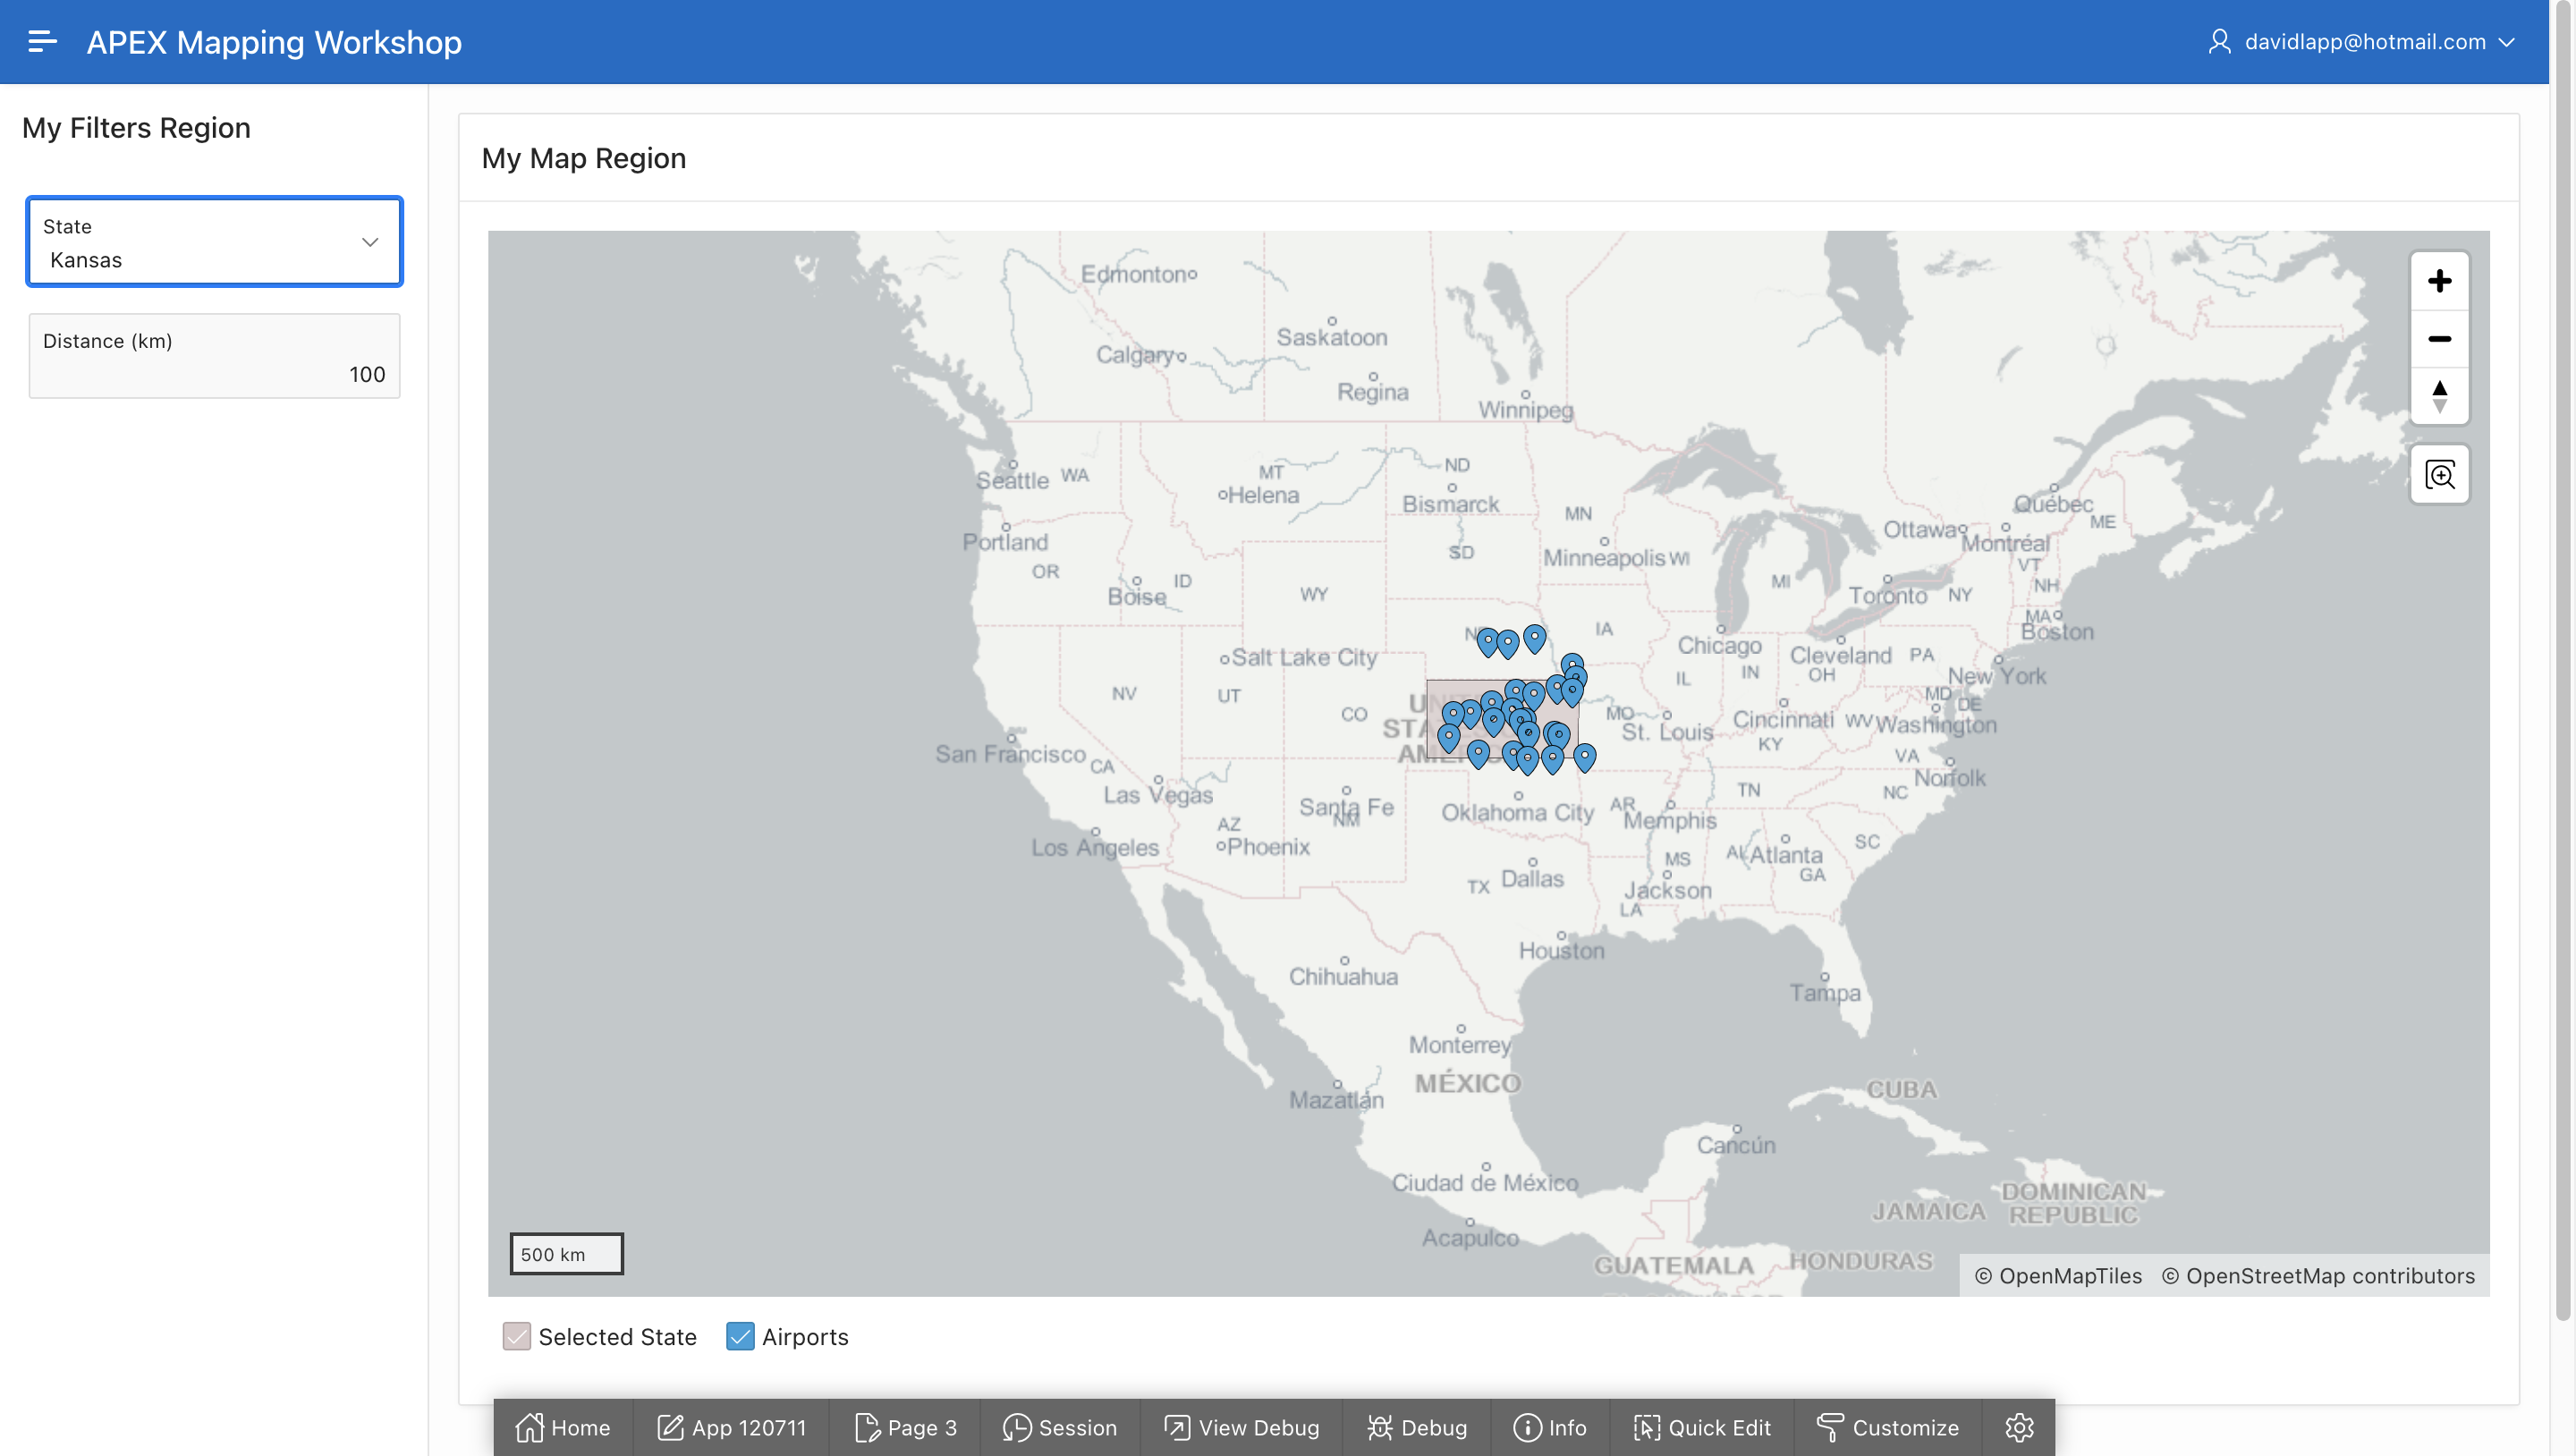 APEX Mapping Workshop
davidlapp@hotmail.com
My Filters Region
State
Kansas
Distance (km)
100
My Map Region
Edmonton
Saskatoon
Calgary
Regina
Winnipeg
Seattle
WA
MT
Helena
ND
Bismarck
MN
Québec
ME
Ottawa
Montréal
Portland
OR
SD
Minneapolis
WI
VT
NH
Boise
ID
WY
MI
Toronto
NY
MA
Boston
IA
Chicago
Cleveland
PA
New York
Salt Lake City
NV
UT
CO
IL
IN
OH
MD
DE
MO
St. Louis
Cincinnati
WV
Washington
San Francisco
CA
KY
VA
Norfolk
Las Vegas
Santa Fe
NM
Oklahoma City
AR
Memphis
TN
NC
AZ
Phoenix
Los Angeles
MS
AL
Atlanta
SC
GA
TX
Dallas
Jackson
LA
Houston
Chihuahua
Tampa
Monterrey
MÉXICO
Mazatlán
CUBA
Cancún
Ciudad de México
JAMAICA
DOMINICAN
REPUBLIC
Acapulco
GUATEMALA
HONDURAS
500 km
© OpenMapTiles © OpenStreetMap contributors
Selected State
Airports
Home
App 120711
Page 3
Session
View Debug
Debug
Info
Quick Edit
Customize